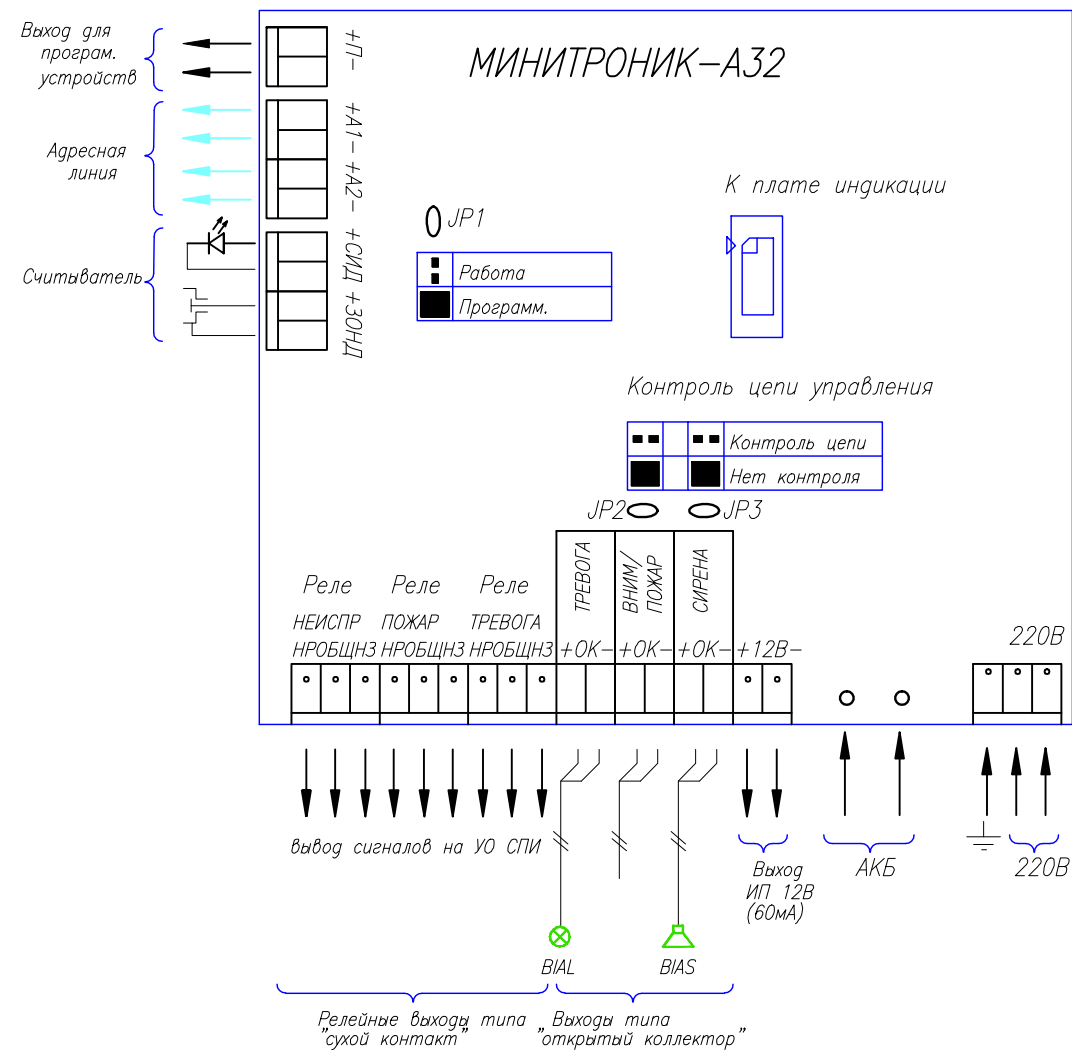 МИНИТРОНИК-А32
Выход для
програм.
устройств
+П-
Адресная
линия
+А1-+А2-
Считыватель
+СИД +ЗОНД
JP1
Работа
Программ.
К плате индикации
Контроль цепи управления
Контроль цепи
Нет контроля
JP2
JP3
Реле
НЕИСПР
НРОБЩНЗ
Реле
ПОЖАР
НРОБЩНЗ
Реле
ТРЕВОГА
НРОБЩНЗ
ТРЕВОГА
+ОК-
ВНИМ/
ПОЖАР
+ОК-
СИРЕНА
+ОК-
+12В-
220В
вывод сигналов на УО СПИ
Выход
ИП 12В
(60мА)
АКБ
220В
BIAL
BIAS
Релейные выходы типа
"сухой контакт"
Выходы типа
"открытый коллектор"